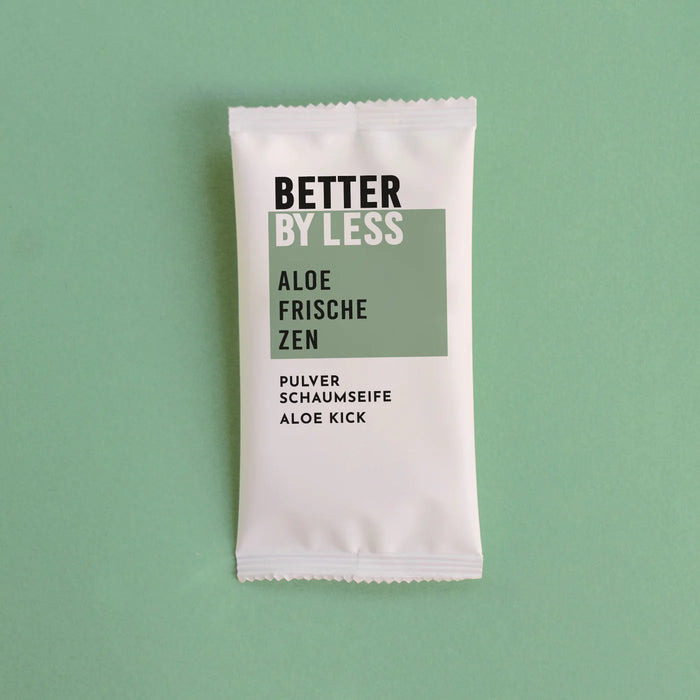 BETTER
BY LESS
ALOE
FRISCHE
ZEN
PULVER
SCHAUMSEIFE
ALOE KICK